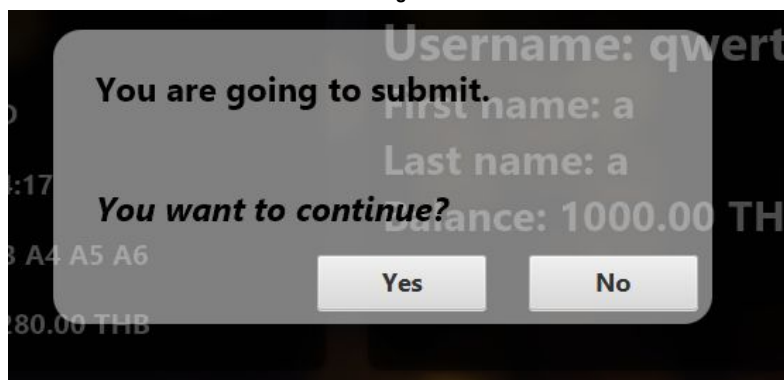 Username: qwert
You are going to submit.
First name: a
Last name: a
:17
You want to continue?
Balance: 1000.00 TH
A4 A5 A6
Yes No
280.00 THB